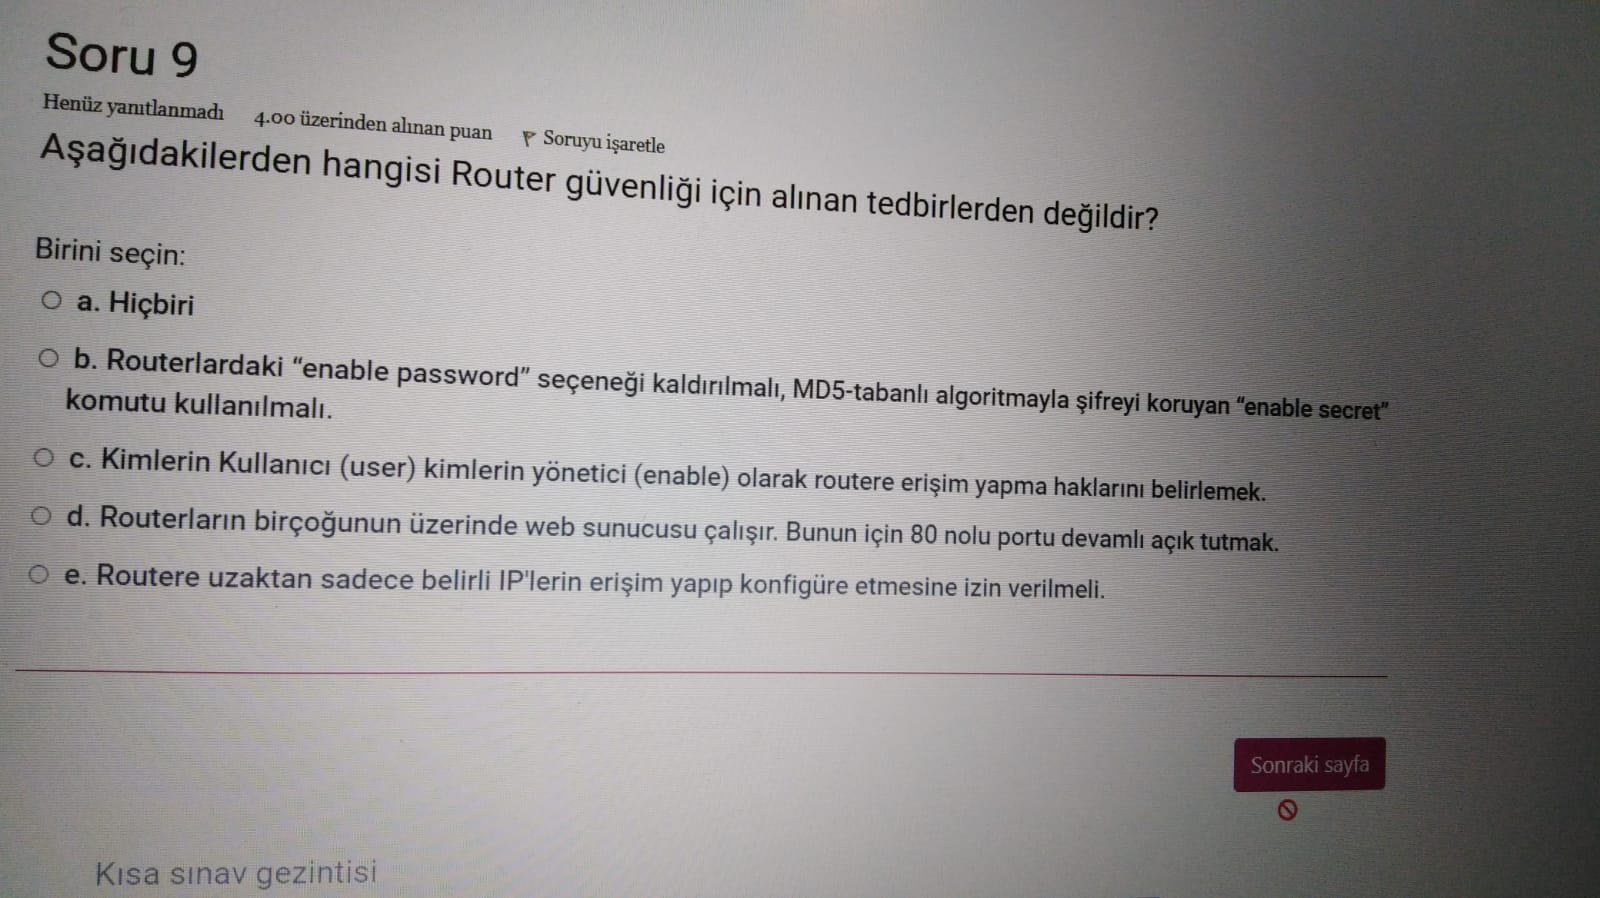 Soru 9
Henüz yanıtlanmadı 4.00 üzerinden alınan puan Soruyu işaretle
Aşağıdakilerden hangisi Router güvenliği için alınan tedbirlerden değildir?
Birini seçin:
a. Hiçbiri
b. Routerlardaki “enable password” seçeneği kaldırılmalı, MD5-tabanlı algoritmayla şifreyi koruyan “enable secret”
komutu kullanılmalı.
c. Kimlerin Kullanıcı (user) kimlerin yönetici (enable) olarak routere erişim yapma haklarını belirlemek.
d. Routerların birçoğunun üzerinde web sunucusu çalışır. Bunun için 80 nolu portu devamlı açık tutmak.
e. Routere uzaktan sadece belirli IP'lerin erişim yapıp konfigüre etmesine izin verilmeli.
Sonraki sayfa
Kısa sınav gezintisi